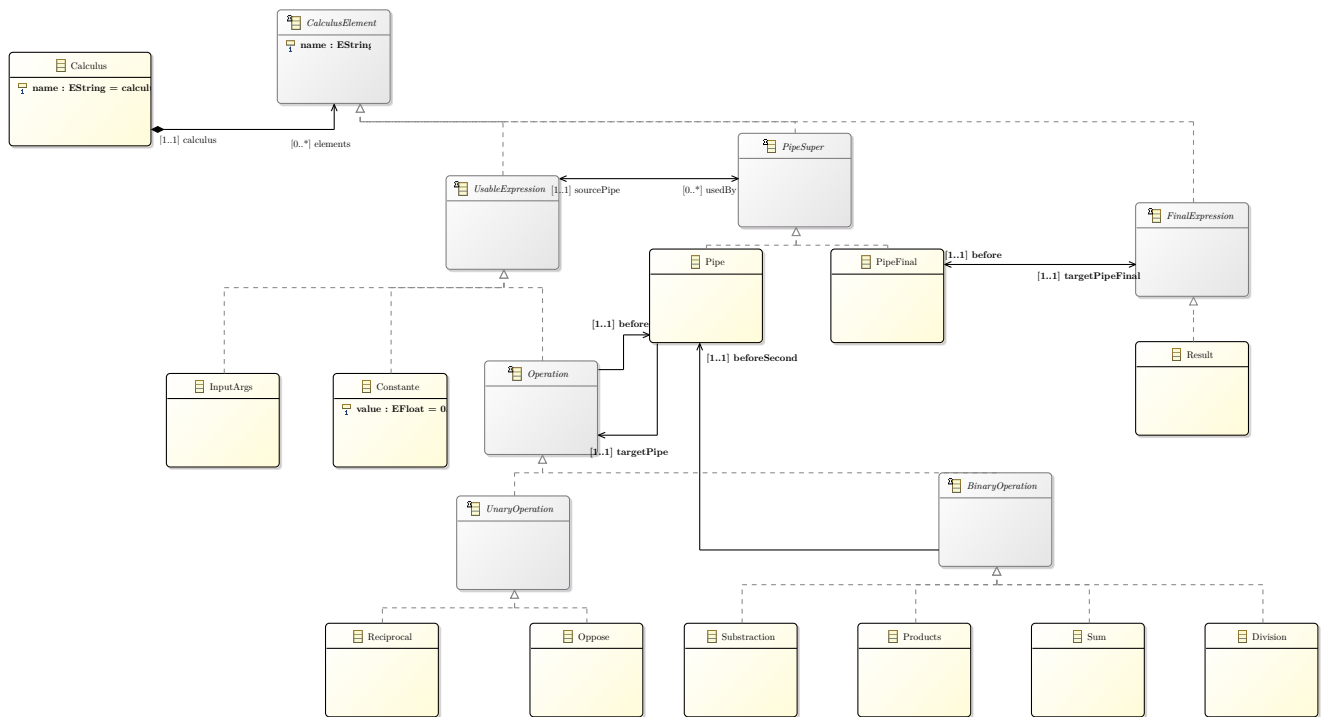 CalculusElement
name : EString
Calculus
name : EString = calcul
[1..1] calculus
[0..*] elements
PipeSuper
UsableExpression
[1..1] sourcePipe
[0..*] usedBy
FinalExpression
Pipe
PipeFinal
[1..1] before
[1..1] targetPipeFinal
[1..1] before
[1..1] beforeSecond
Result
Operation
InputArgs
Constante
value : EFloat = 0
[1..1] targetPipe
BinaryOperation
UnaryOperation
Reciprocal
Oppose
Substraction
Products
Sum
Division